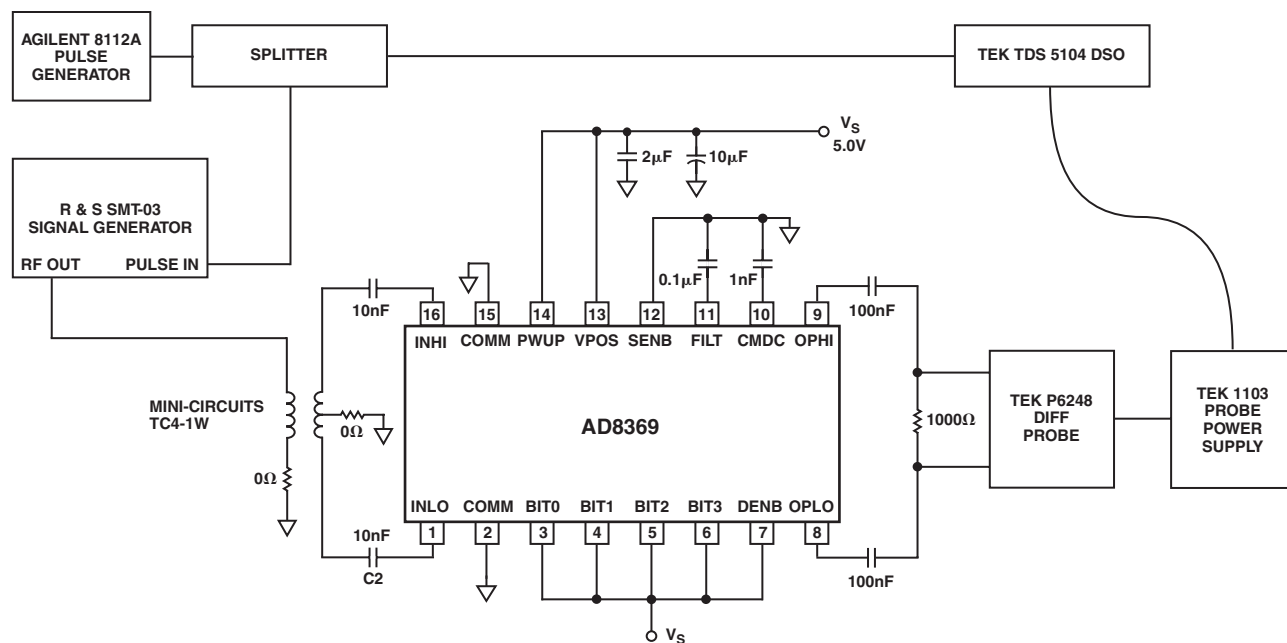 AGILENT 8112A
PULSE
GENERATOR
SPLITTER
TEK TDS 5104 DSO
VS
5.0V
2µF
10µF
R & S SMT-03
SIGNAL GENERATOR
RF OUT
PULSE IN
0.1µF
1nF
10nF
100nF
16
15
14
13
12
11
10
9
INHI
COMM
PWUP
VPOS
SENB
FILT
CMDC
OPHI
MINI-CIRCUITS
TC4-1W
0Ω
0Ω
AD8369
1000Ω
TEK P6248
DIFF
PROBE
TEK 1103
PROBE
POWER
SUPPLY
INLO
COMM
BIT0
BIT1
BIT2
BIT3
DENB
OPLO
1
2
3
4
5
6
7
8
10nF
C2
100nF
VS